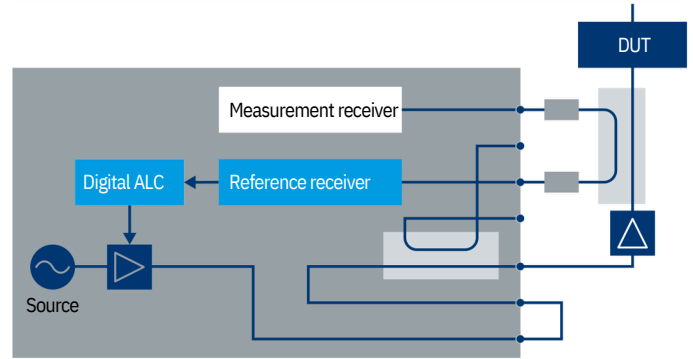 DUT
Measurement receiver
Digital ALC
Reference receiver
Source